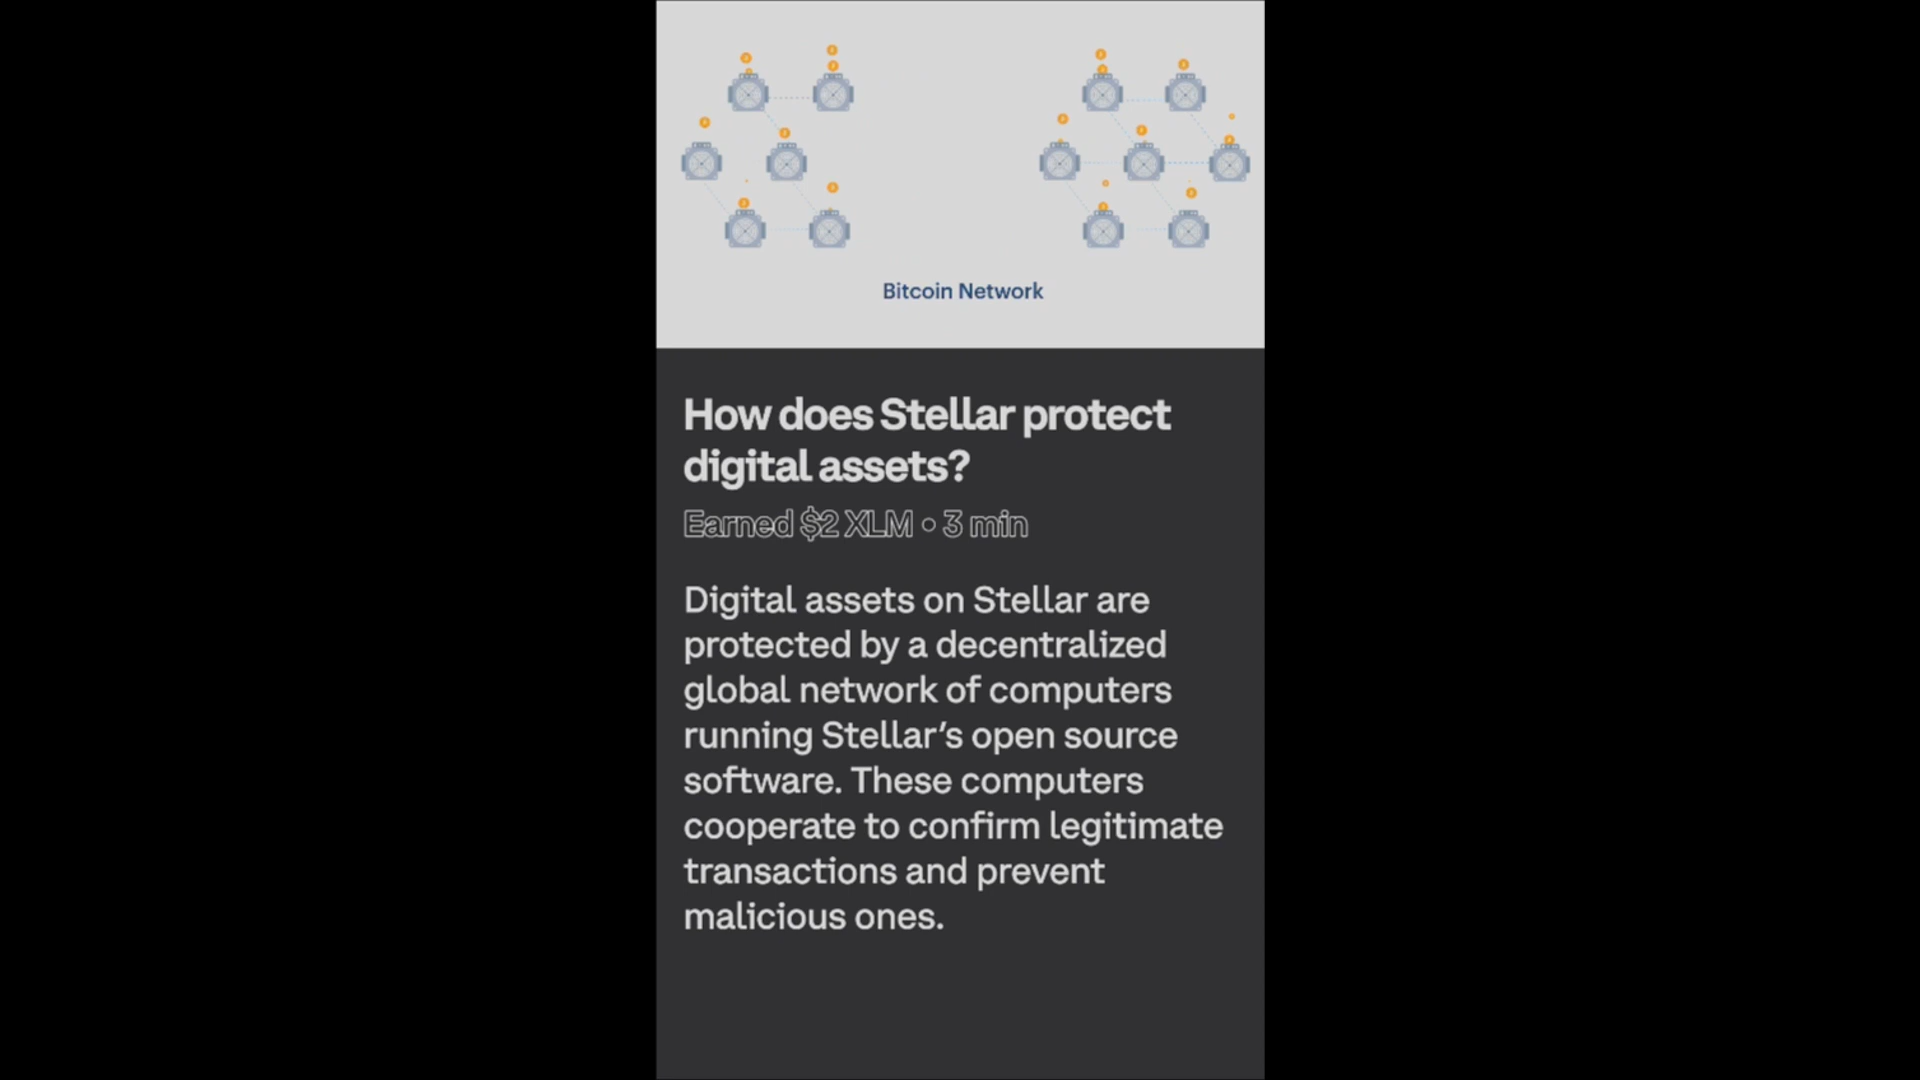 Bitcoin Network
How does Stellar protect
digital assets?
Earned $2 XLM • 3 min
Digital assets on Stellar are
protected by a decentralized
global network of computers
running Stellar’s open source
software. These computers
cooperate to confirm legitimate
transactions and prevent
malicious ones.